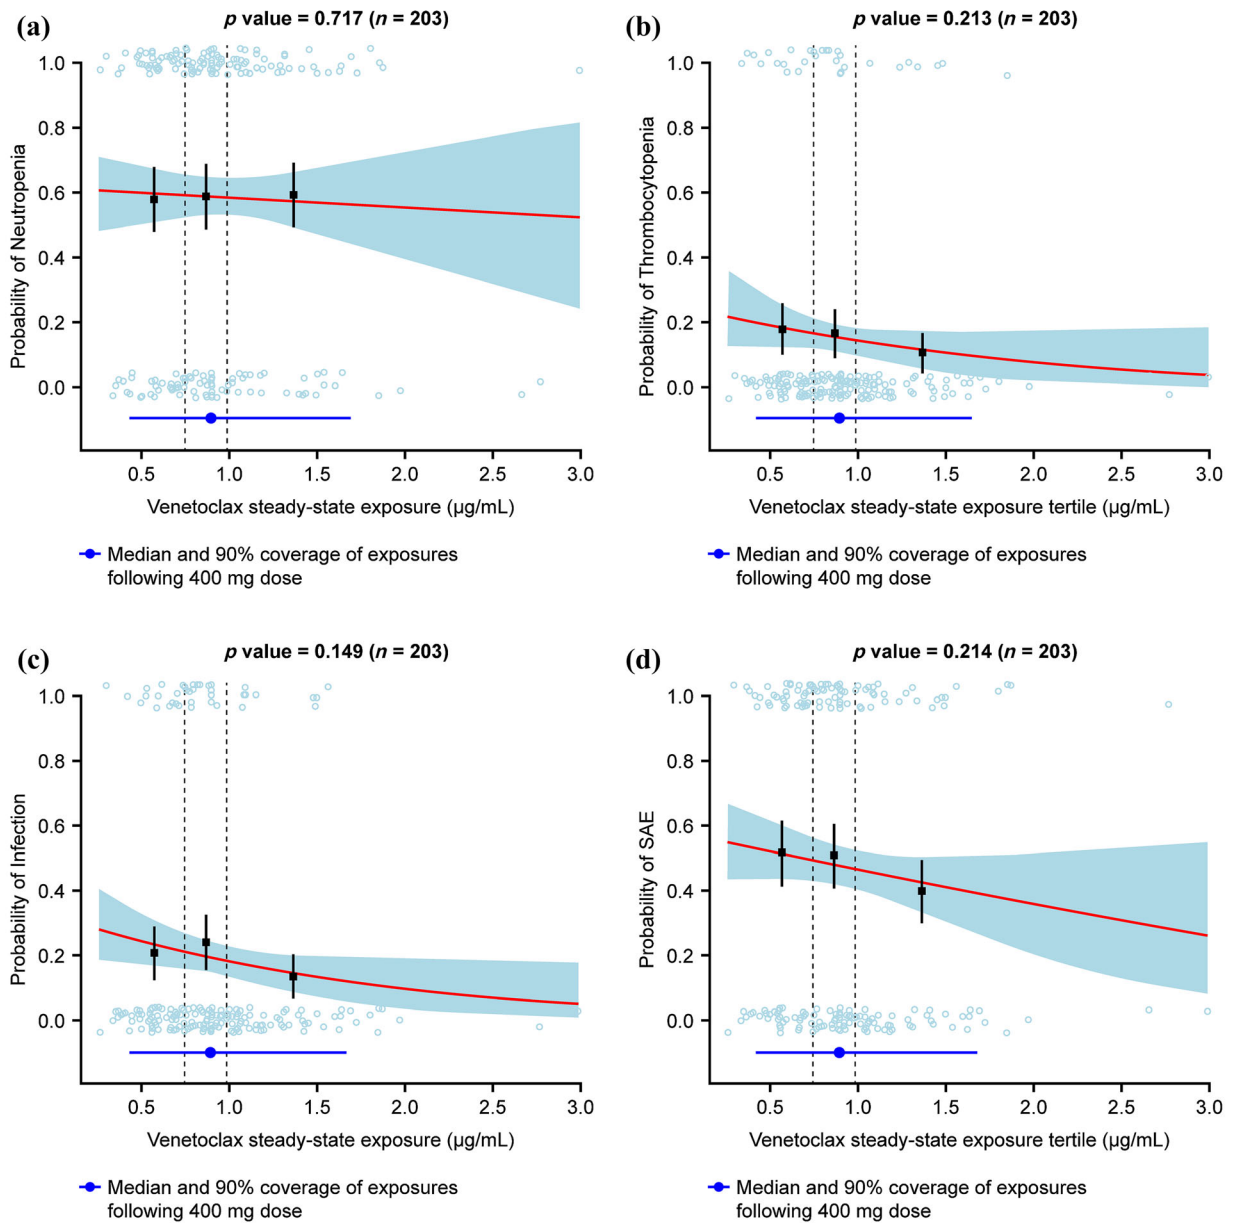 (a)
p value = 0.717 (n = 203)
Probability of Neutropenia
1.0
0.8
0.6
0.4
0.2
0.0
0.5 1.0 1.5 2.0 2.5 3.0
Venetoclax steady-state exposure (µg/mL)
Median and 90% coverage of exposures
following 400 mg dose
(b)
p value = 0.213 (n = 203)
Probability of Thrombocytopenia
1.0
0.8
0.6
0.4
0.2
0.0
0.5 1.0 1.5 2.0 2.5 3.0
Venetoclax steady-state exposure tertile (µg/mL)
Median and 90% coverage of exposures
following 400 mg dose
(c)
p value = 0.149 (n = 203)
Probability of Infection
1.0
0.8
0.6
0.4
0.2
0.0
0.5 1.0 1.5 2.0 2.5 3.0
Venetoclax steady-state exposure (µg/mL)
Median and 90% coverage of exposures
following 400 mg dose
(d)
p value = 0.214 (n = 203)
Probability of SAE
1.0
0.8
0.6
0.4
0.2
0.0
0.5 1.0 1.5 2.0 2.5 3.0
Venetoclax steady-state exposure tertile (µg/mL)
Median and 90% coverage of exposures
following 400 mg dose